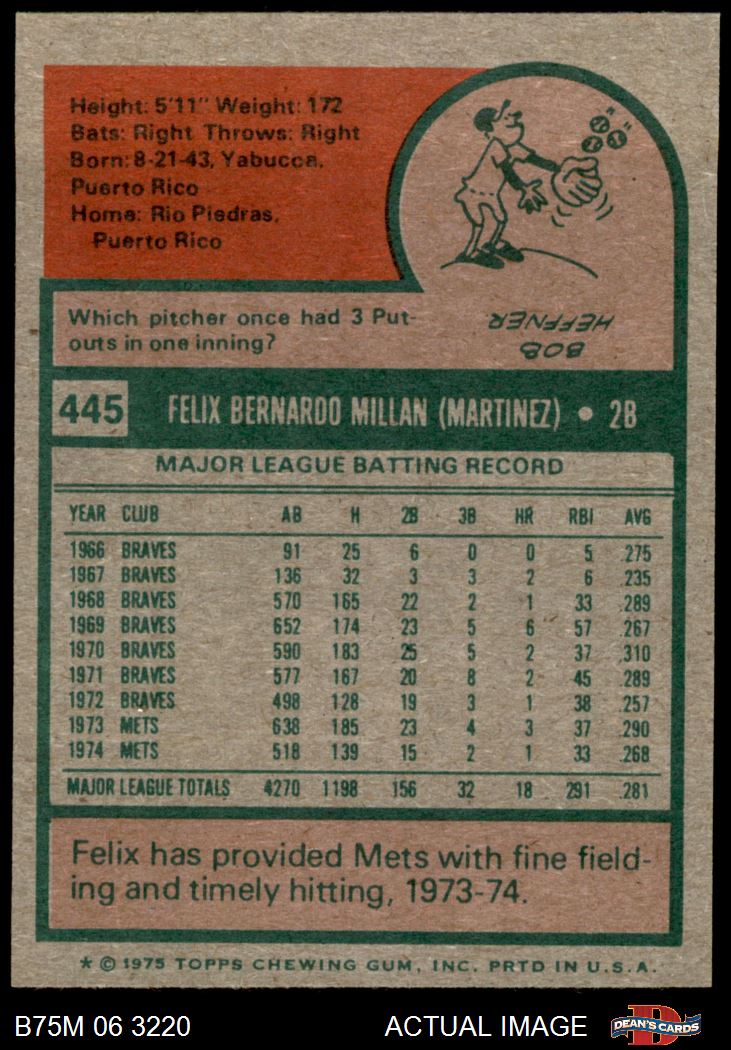 Height: 5'11" Weight: 172
Bats: Right Throws: Right
Born: 8-21-43, Yabucca,
Puerto Rico
Home: Rio Piedras,
Puerto Rico
Which pitcher once had 3 Put-
outs in one inning?
BOB
HEFFNER.
445 FELIX BERNARDO MILLAN (MARTINEZ) • 2B
MAJOR LEAGUE BATTING RECORD
YEAR CLUB AB H 2B 3B HR RBI AVG
1966 BRAVES 91 25 6 0 0 5 .275
1967 BRAVES 136 32 3 3 2 6 .235
1968 BRAVES 570 165 22 2 1 33 .289
1969 BRAVES 652 174 23 5 6 57 .267
1970 BRAVES 590 183 25 5 2 37 .310
1971 BRAVES 577 167 20 8 2 45 .289
1972 BRAVES 498 128 19 3 1 38 .257
1973 METS 638 185 23 4 3 37 .290
1974 METS 518 139 15 2 1 33 .268
MAJOR LEAGUE TOTALS 4270 1198 156 32 18 291 .281
Felix has provided Mets with fine field-
ing and timely hitting, 1973-74.
* © 1975 TOPPS CHEWING GUM, INC. PRTD IN U.S.A.
B75M 06 3220 ACTUAL IMAGE
D
DEAN'S CARDS